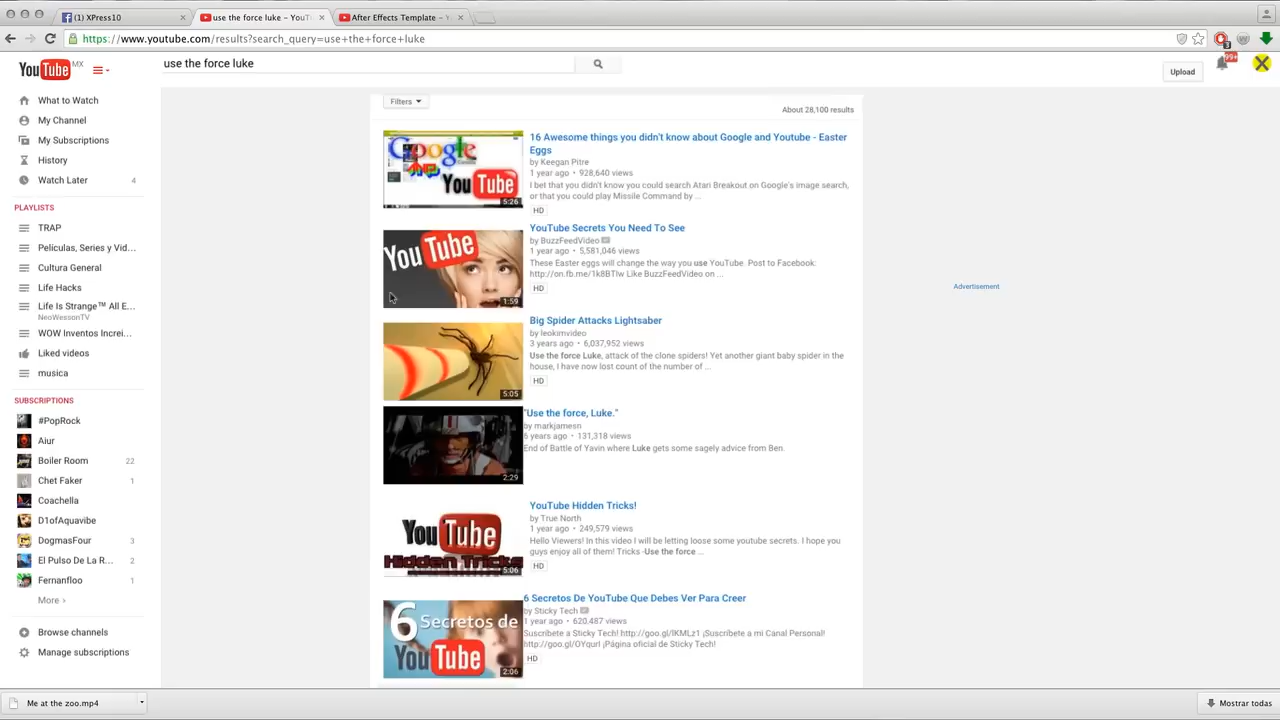 (1) XPress10
use the force luke – YouT
After Effects Template – Y
https://www.youtube.com/results?search_query=use+the+force+luke
3
YouTube MX
use the force luke
Upload
99+
What to Watch
My Channel
My Subscriptions
History
Watch Later 4
PLAYLISTS
TRAP
Películas, Series y Vid...
Cultura General
Life Hacks
Life Is Strange™ All E...
NeoWessonTV
WOW Inventos Increi...
Liked videos
musica
SUBSCRIPTIONS
#PopRock
Aiur
Boiler Room 22
Chet Faker 1
Coachella
D1ofAquavibe
DogmasFour 3
El Pulso De La R... 2
Fernanfloo 1
More ›
Browse channels
Manage subscriptions
Filters
About 28,100 results
Google
AND
YouTube
5:26
16 Awesome things you didn't know about Google and Youtube - Easter
Eggs
by Keegan Pitre
1 year ago • 928,640 views
I bet that you didn't know you could search Atari Breakout on Google's image search,
or that you could play Missile Command by ...
HD
YouTube
1:59
YouTube Secrets You Need To See
by BuzzFeedVideo
1 year ago • 5,581,046 views
These Easter eggs will change the way you use YouTube. Post to Facebook:
http://on.fb.me/1k8BTlw Like BuzzFeedVideo on ...
HD
5:05
Big Spider Attacks Lightsaber
by leokimvideo
3 years ago • 6,037,952 views
Use the force Luke, attack of the clone spiders! Yet another giant baby spider in the
house, I have now lost count of the number of ...
HD
2:29
"Use the force, Luke."
by markjamesn
6 years ago • 131,318 views
End of Battle of Yavin where Luke gets some sagely advice from Ben.
YouTube
Hidden Tricks
5:06
YouTube Hidden Tricks!
by True North
1 year ago • 249,579 views
Hello Viewers! In this video I will be letting loose some youtube secrets. I hope you
guys enjoy all of them! Tricks -Use the force ...
HD
6 Secretos de
YouTube
2:06
6 Secretos De YouTube Que Debes Ver Para Creer
by Sticky Tech
1 year ago • 620,487 views
Suscríbete a Sticky Tech! http://goo.gl/IKMLz1 ¡Suscríbete a mi Canal Personal!
http://goo.gl/OYqurI ¡Página oficial de Sticky Tech!
HD
Advertisement
Me at the zoo.mp4
Mostrar todas